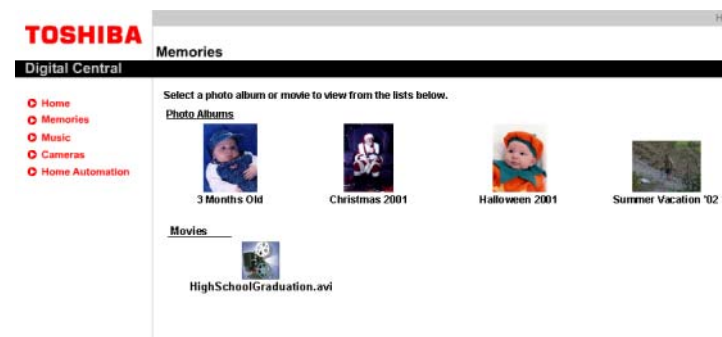 TOSHIBA
Memories
Digital Central
Home
Memories
Music
Cameras
Home Automation
Select a photo album or movie to view from the lists below.
Photo Albums
3 Months Old
Christmas 2001
Halloween 2001
Summer Vacation '02
Movies
HighSchoolGraduation.avi